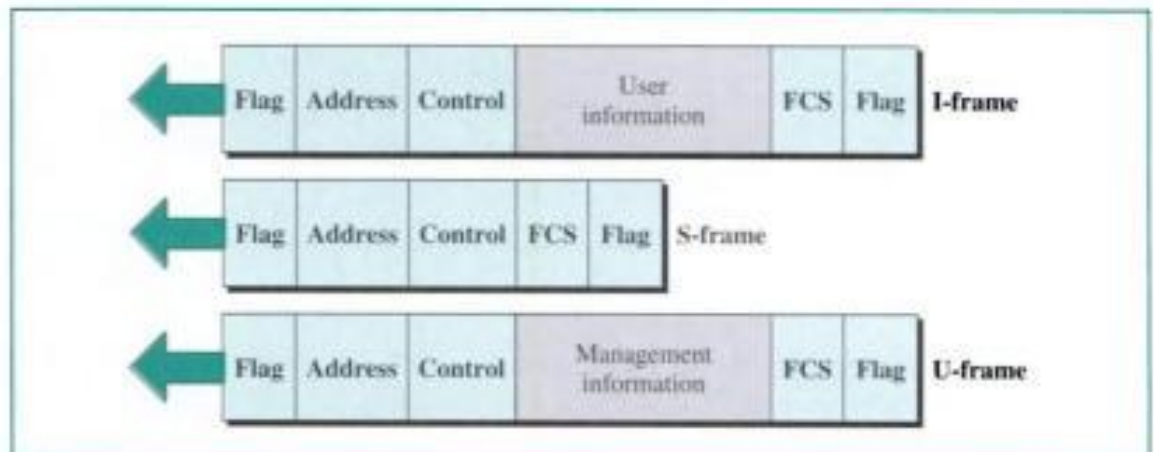 Flag Address Control User information FCS Flag I-frame
Flag Address Control FCS Flag S-frame
Flag Address Control Management information FCS Flag U-frame